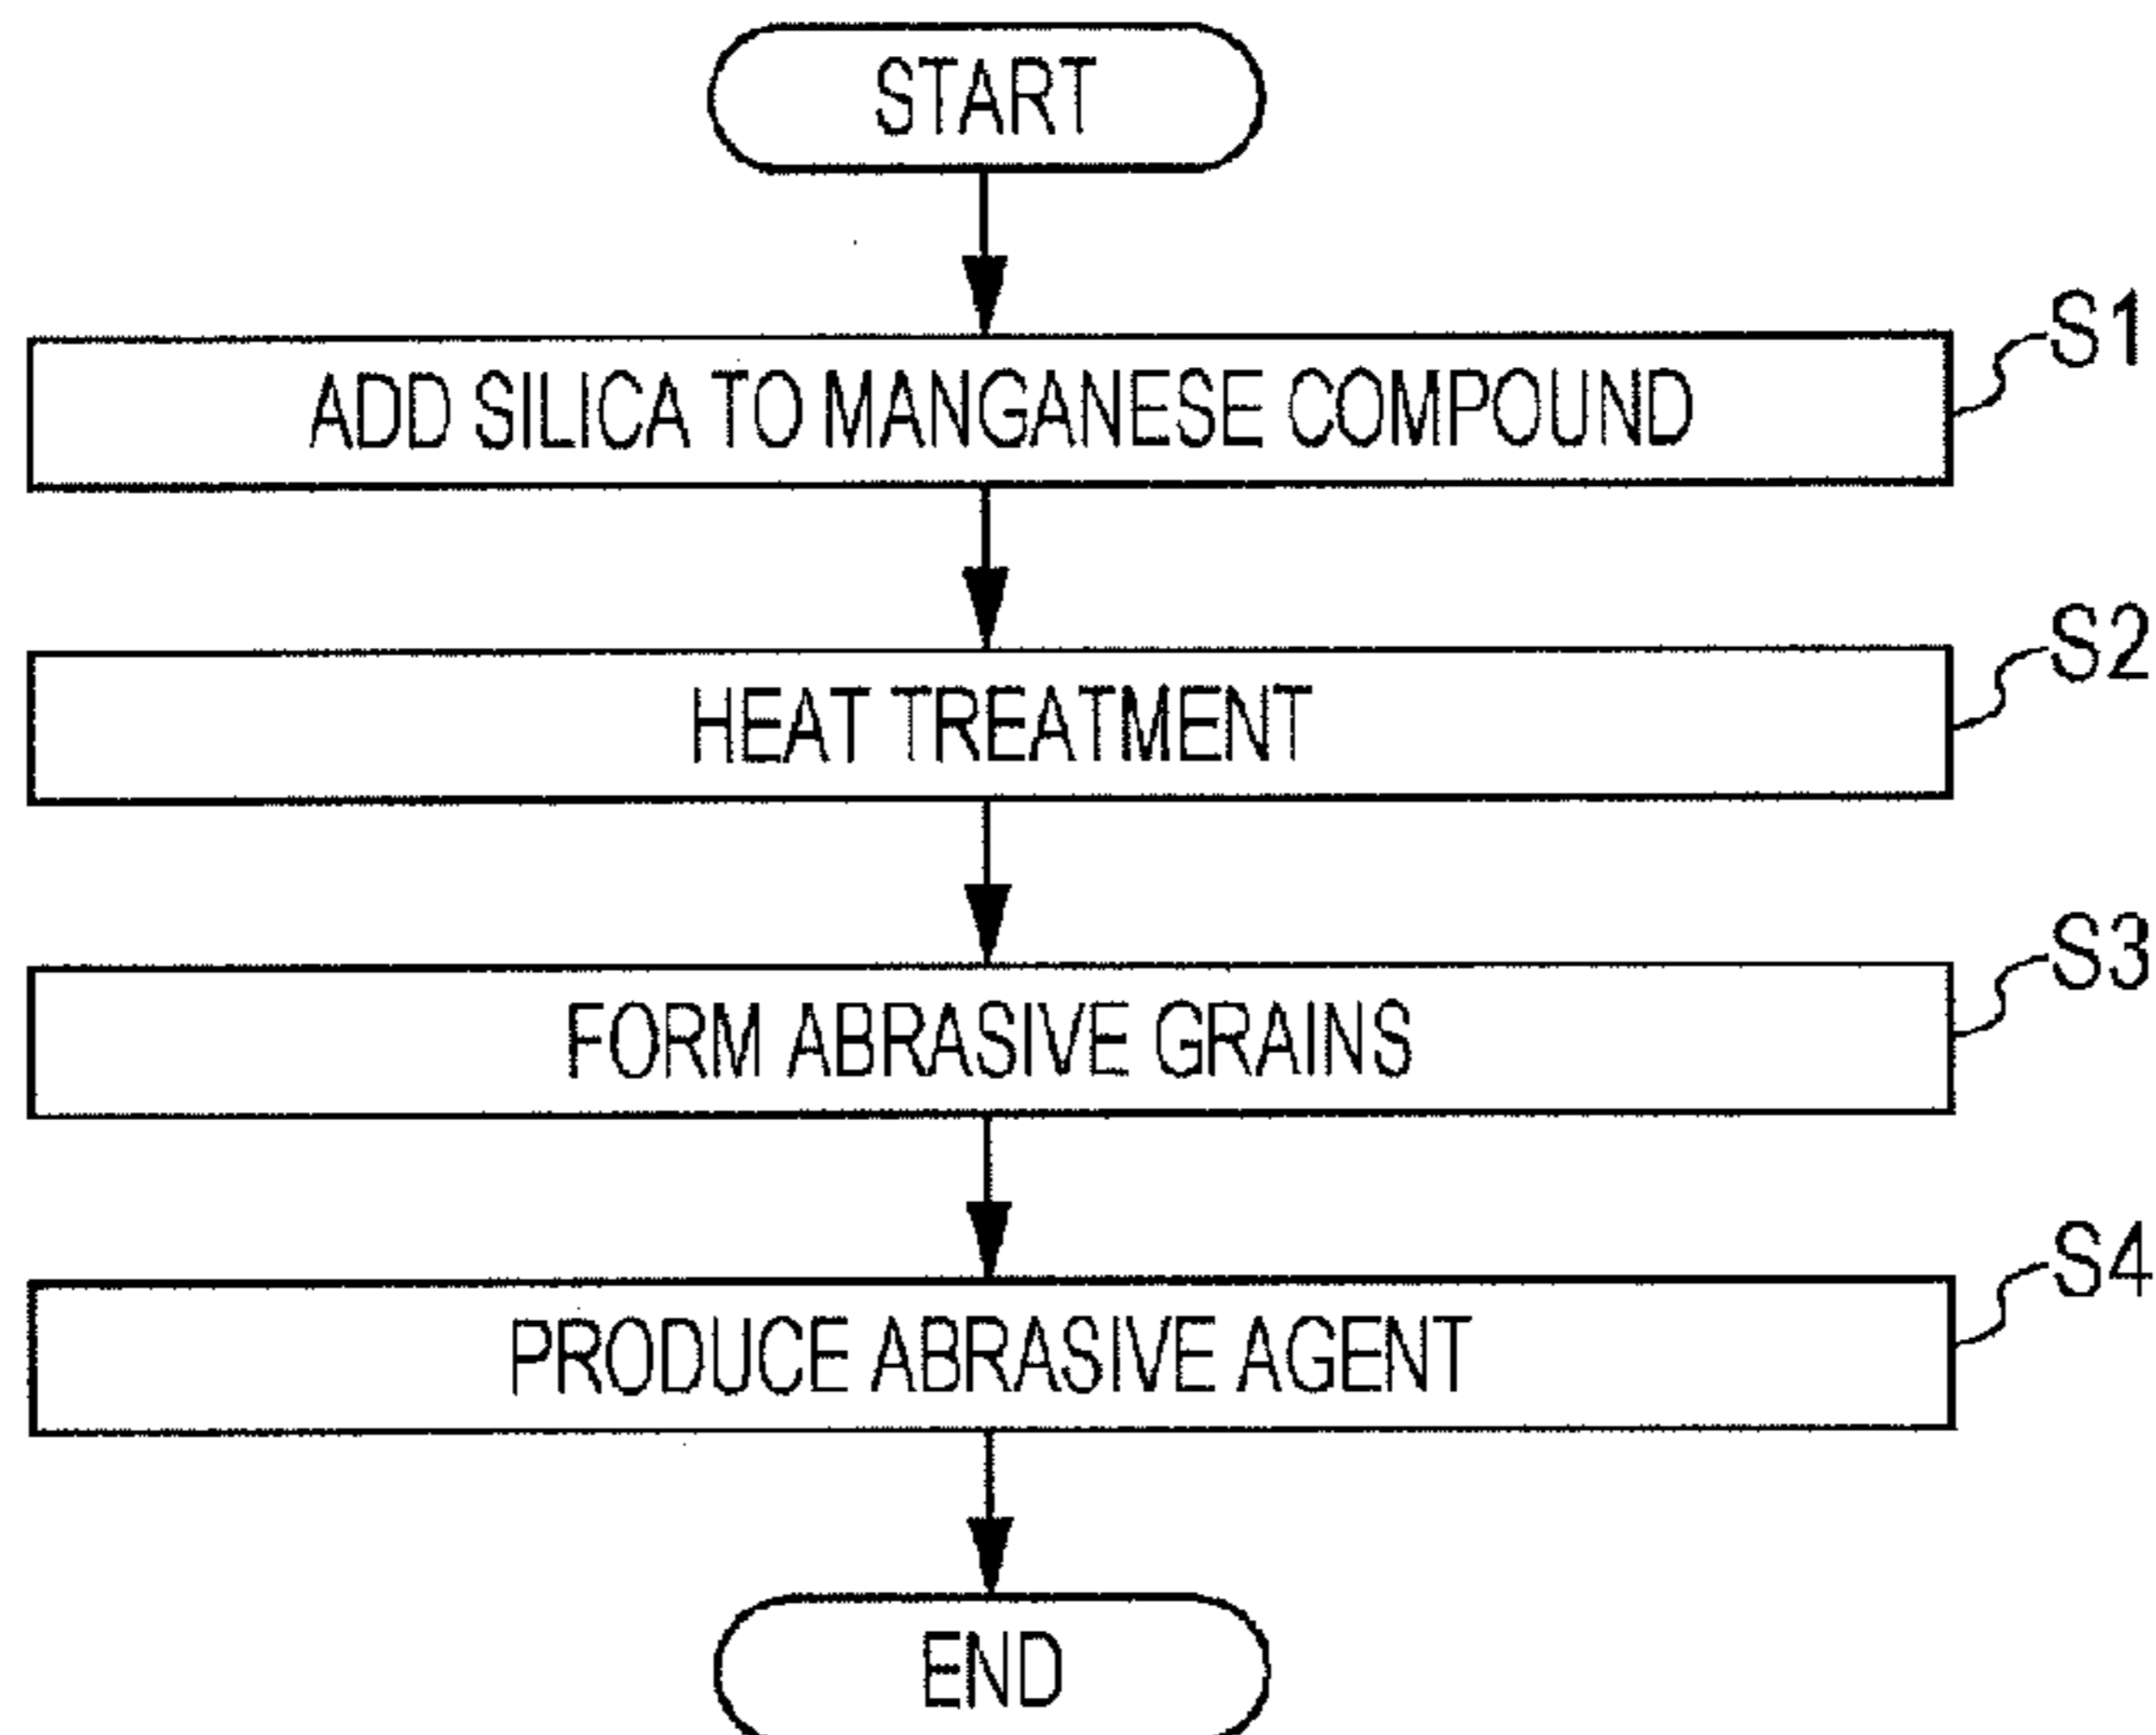 START
ADD SILICA TO MANGANESE COMPOUND
S1
HEAT TREATMENT
S2
FORM ABRASIVE GRAINS
S3
PRODUCE ABRASIVE AGENT
S4
END